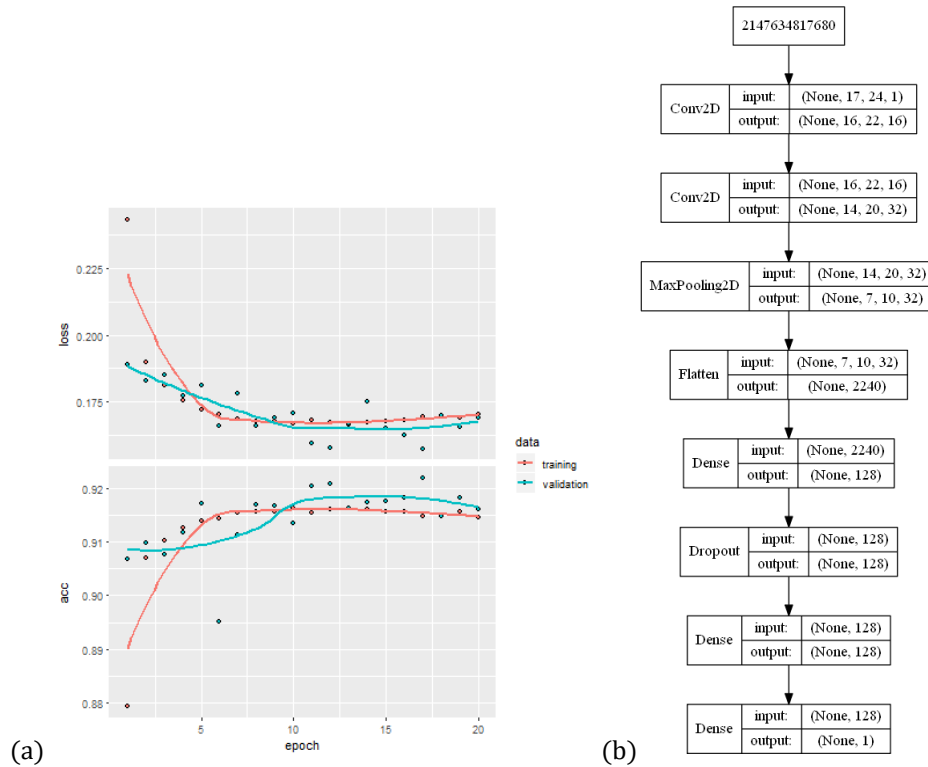 0.225
0.200
0.175
loss
0.92
0.91
0.90
0.89
0.88
acc
5
10
15
20
epoch
data
training
validation
(a)
2147634817680
Conv2D
input: (None, 17, 24, 1)
output: (None, 16, 22, 16)
Conv2D
input: (None, 16, 22, 16)
output: (None, 14, 20, 32)
MaxPooling2D
input: (None, 14, 20, 32)
output: (None, 7, 10, 32)
Flatten
input: (None, 7, 10, 32)
output: (None, 2240)
Dense
input: (None, 2240)
output: (None, 128)
Dropout
input: (None, 128)
output: (None, 128)
Dense
input: (None, 128)
output: (None, 128)
Dense
input: (None, 128)
output: (None, 1)
(b)